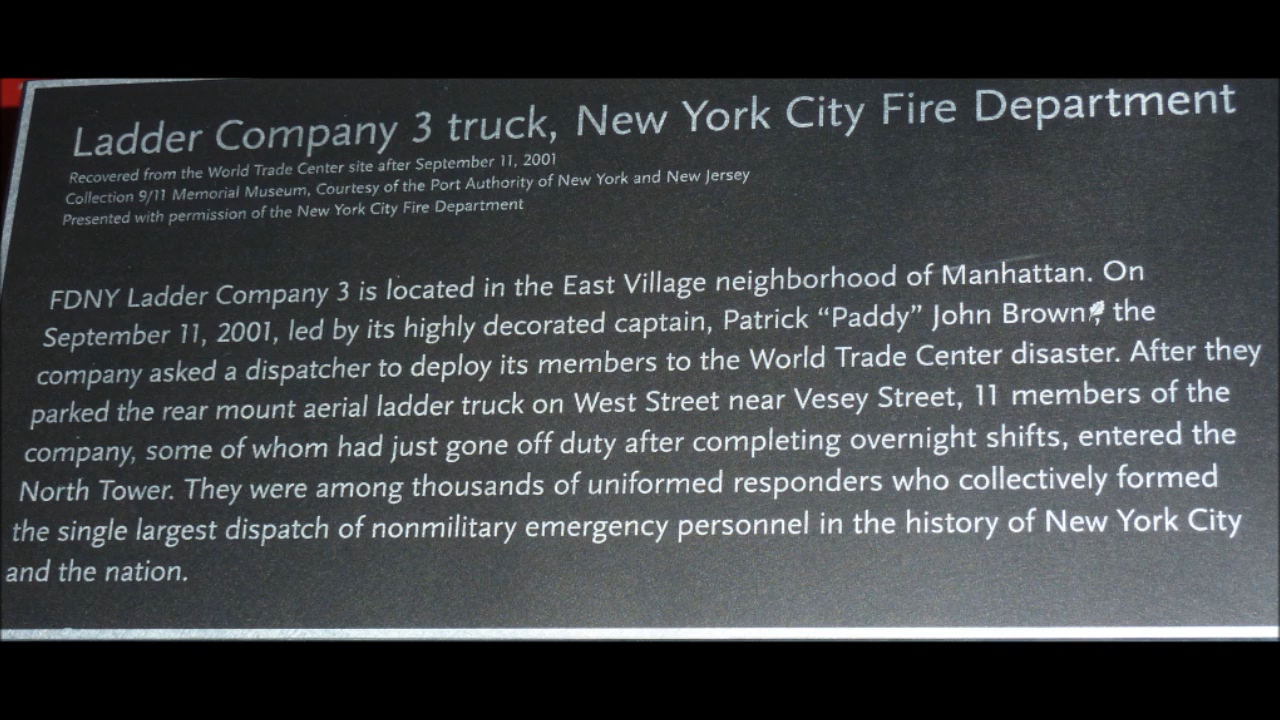 Ladder Company 3 truck, New York City Fire Department
Recovered from the World Trade Center site after September 11, 2001
Collection 9/11 Memorial Museum, Courtesy of the Port Authority of New York and New Jersey
Presented with permission of the New York City Fire Department
FDNY Ladder Company 3 is located in the East Village neighborhood of Manhattan. On
September 11, 2001, led by its highly decorated captain, Patrick “Paddy” John Brown, the
company asked a dispatcher to deploy its members to the World Trade Center disaster. After they
parked the rear mount aerial ladder truck on West Street near Vesey Street, 11 members of the
company, some of whom had just gone off duty after completing overnight shifts, entered the
North Tower. They were among thousands of uniformed responders who collectively formed
the single largest dispatch of nonmilitary emergency personnel in the history of New York City
and the nation.